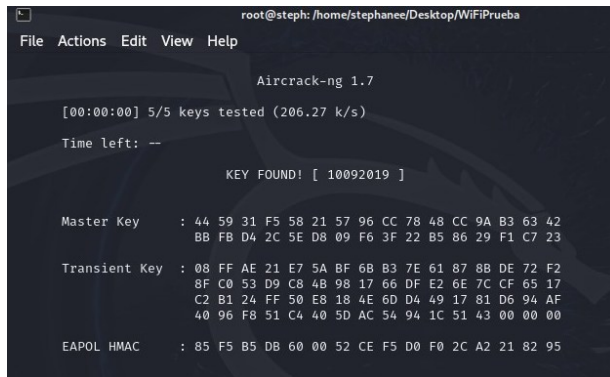 root@steph: /home/stephanee/Desktop/WiFiPrueba
File Actions Edit View Help
Aircrack-ng 1.7
[00:00:00] 5/5 keys tested (206.27 k/s)
Time left: --
KEY FOUND! [ 10092019 ]
Master Key : 44 59 31 F5 58 21 57 96 CC 78 48 CC 9A B3 63 42
BB FB D4 2C 5E D8 09 F6 3F 22 B5 86 29 F1 C7 23
Transient Key : 08 FF AE 21 E7 5A BF 6B B3 7E 61 87 8B DE 72 F2
8F C0 53 D9 C8 4B 98 17 66 DF E2 6E 7C CF 65 17
C2 B1 24 FF 50 E8 18 4E 6D D4 49 17 81 D6 94 AF
40 96 F8 51 C4 40 5D AC 54 94 1C 51 43 00 00 00
EAPOL HMAC : 85 F5 B5 DB 60 00 52 CE F5 D0 F0 2C A2 21 82 95